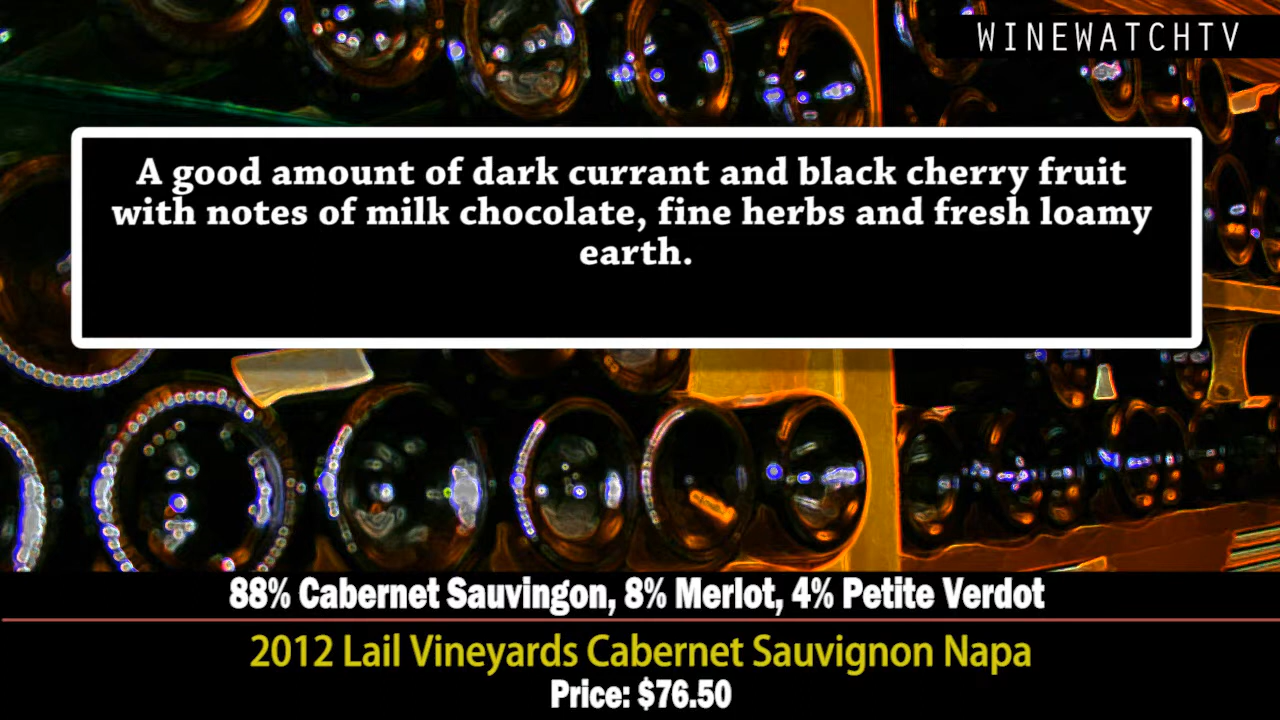 WINEWATCHTV
A good amount of dark currant and black cherry fruit
with notes of milk chocolate, fine herbs and fresh loamy
earth.
88% Cabernet Sauvingon, 8% Merlot, 4% Petite Verdot
2012 Lail Vineyards Cabernet Sauvignon Napa
Price: $76.50